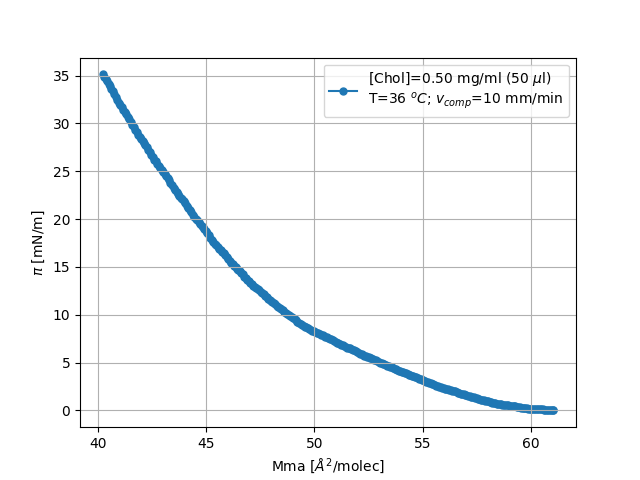 [Chol]=0.50 mg/ml (50 μl)
T=36 °C; v_comp=10 mm/min
35
30
25
20
15
10
5
0
π [mN/m]
40 45 50 55 60
Mma [Å²/molec]